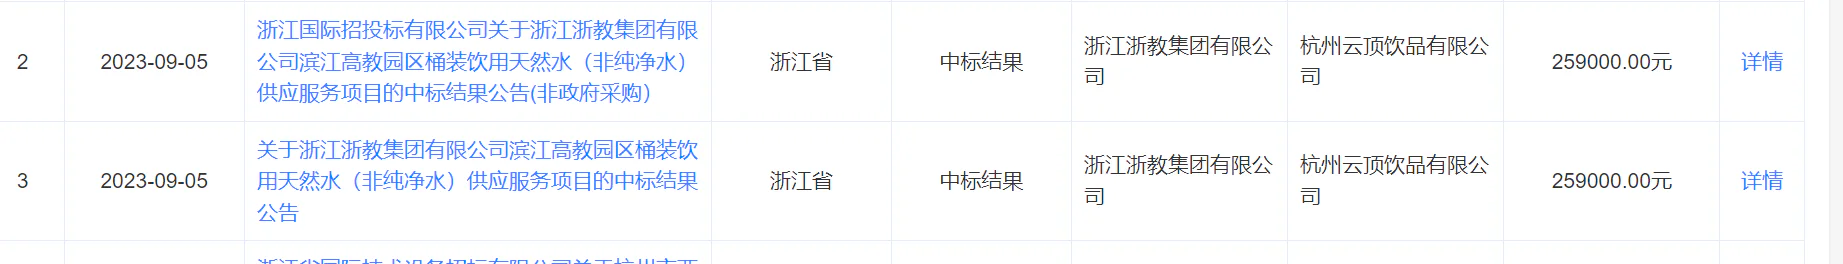 2
2023-09-05
浙江国际招投标有限公司关于浙江浙教集团有限
公司滨江高教园区桶装饮用天然水（非纯净水）
供应服务项目的中标结果公告(非政府采购）
浙江省
中标结果
浙江浙教集团有限公
司
杭州云顶饮品有限公
司
259000.00元
详情
3
2023-09-05
关于浙江浙教集团有限公司滨江高教园区桶装饮
用天然水（非纯净水）供应服务项目的中标结果
公告
浙江省
中标结果
浙江浙教集团有限公
司
杭州云顶饮品有限公
司
259000.00元
详情